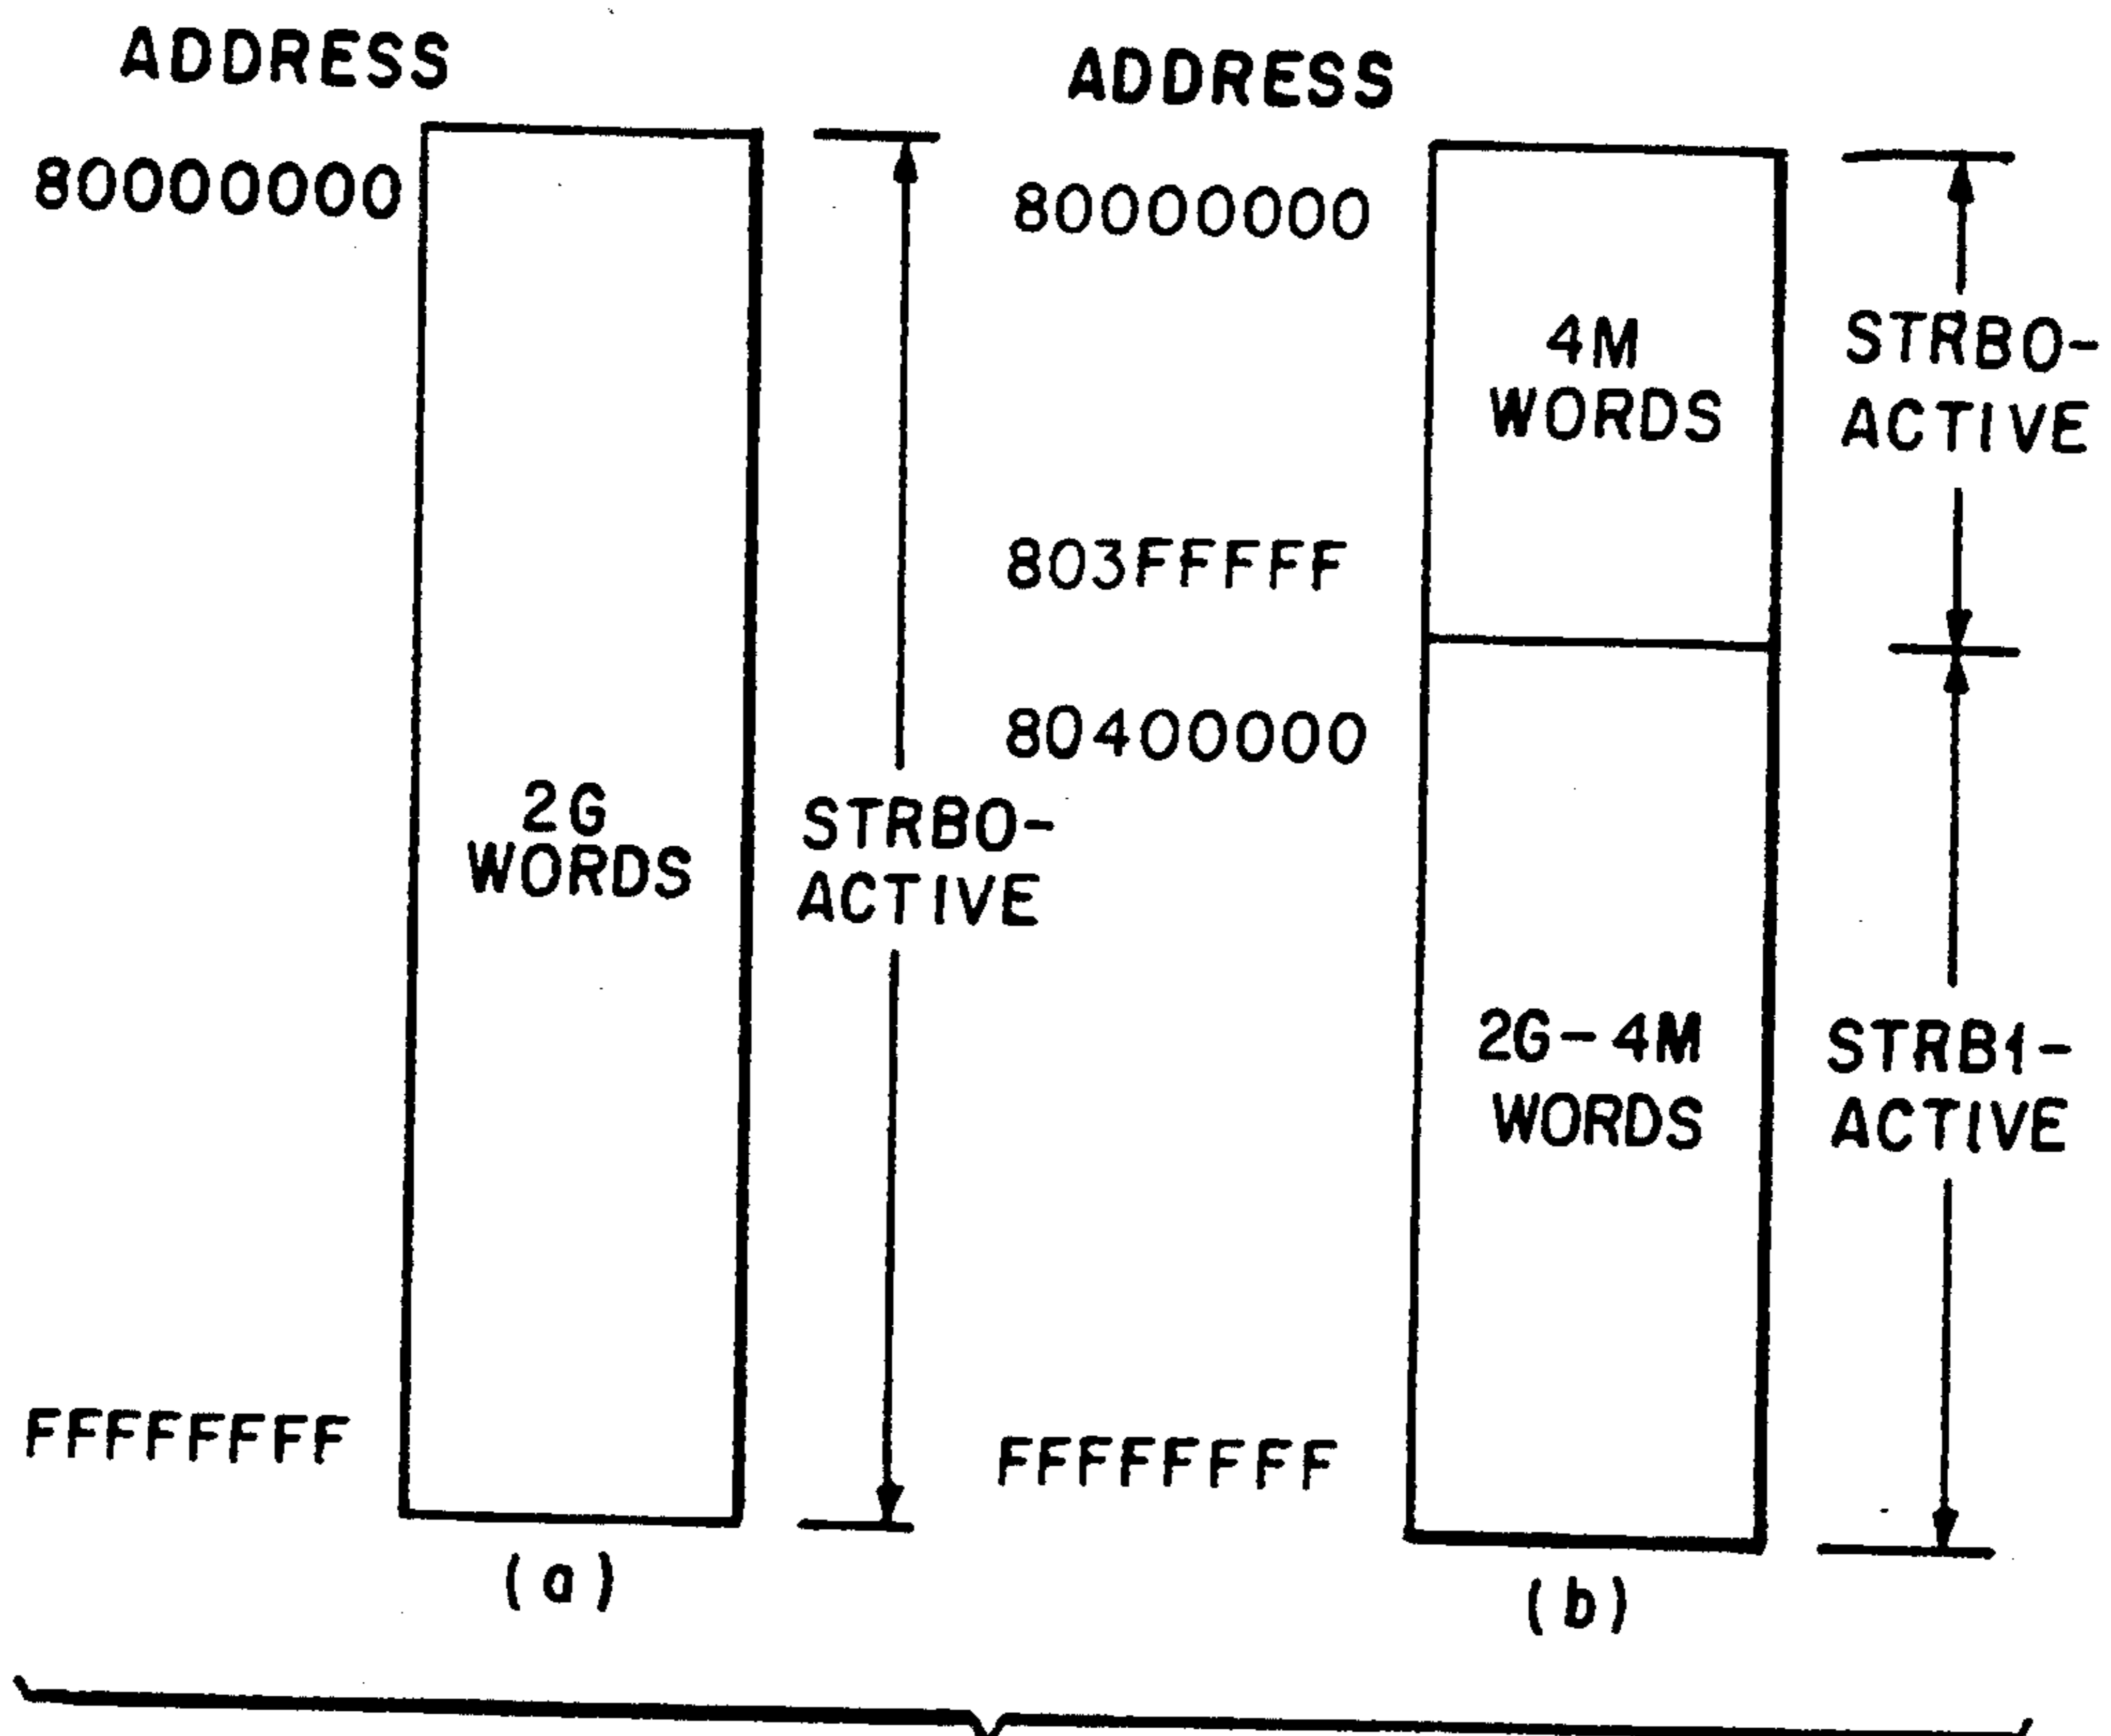 ADDRESS
80000000
2G
WORDS
STRB0-
ACTIVE
FFFFFFFF
(a)
ADDRESS
80000000
4M
WORDS
STRB0-
ACTIVE
803FFFFF
80400000
2G-4M
WORDS
STRB1-
ACTIVE
FFFFFFFF
(b)